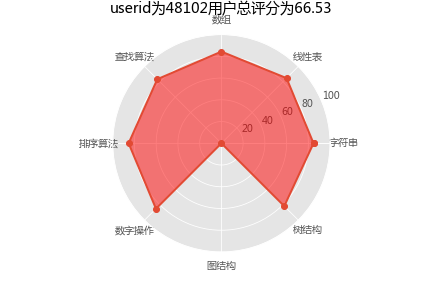 userid为48102用户总评分为66.53
数组
查找算法
线性表
100
80
60
40
20
排序算法
字符串
数字操作
树结构
图结构